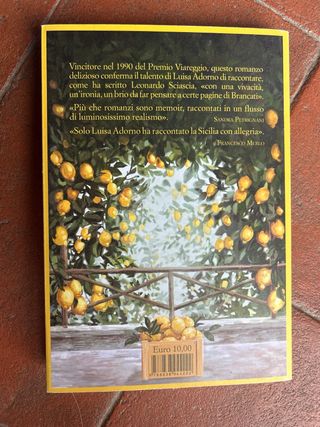 Vincitore nel 1990 del Premio Viareggio, questo romanzo
delizioso conferma il talento di Luisa Adorno di raccontare,
come ha scritto Leonardo Sciascia, «con una vivacità,
un'ironia, un brio da far pensare a certe pagine di Brancati».
«Più che romanzi sono memoir, raccontati in un flusso
di luminosissimo realismo».
Sandra Petrignani
«Solo Luisa Adorno ha raccontato la Sicilia con allegria».
Francesco Merlo
Euro 10,00